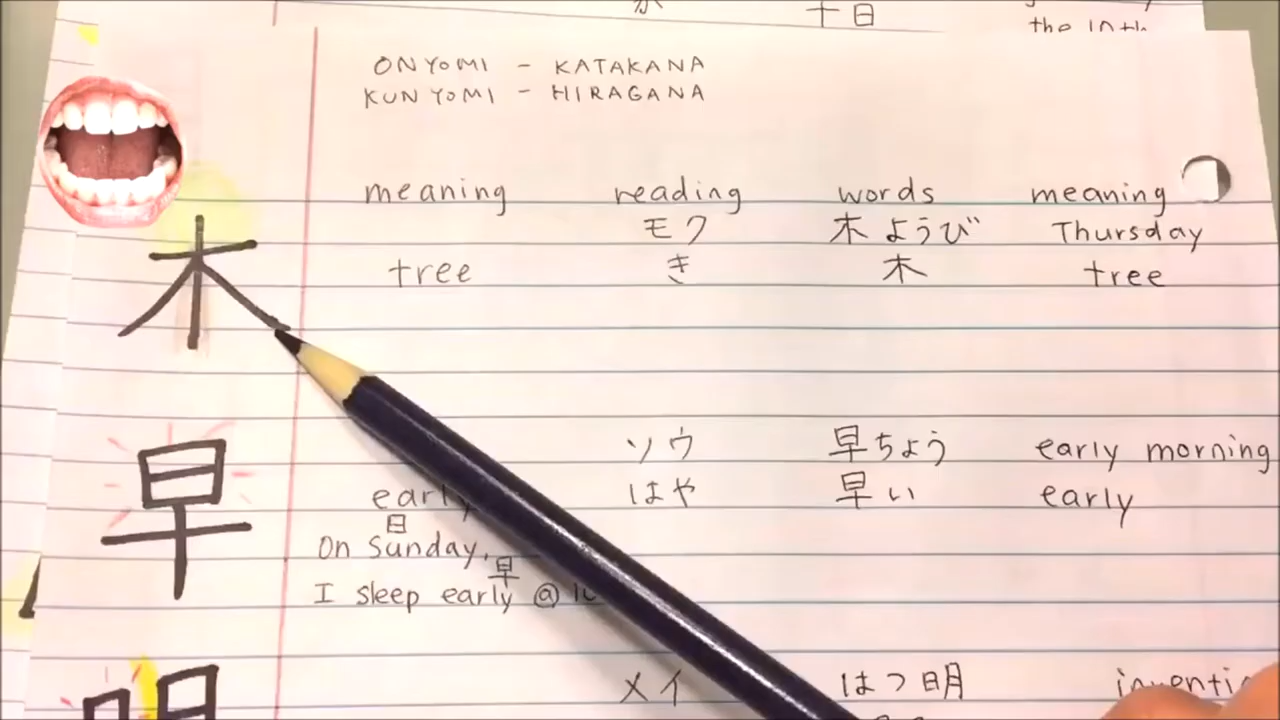 十日
the 10th
ONYOMI - KATAKANA
KUNYOMI - HIRAGANA
meaning reading words meaning
モク 木ようび Thursday
木 tree き 木 tree
ソウ 早ちょう early morning
早 early はや 早い early
日
On Sunday,
早
I sleep early @
メイ はつ明
明